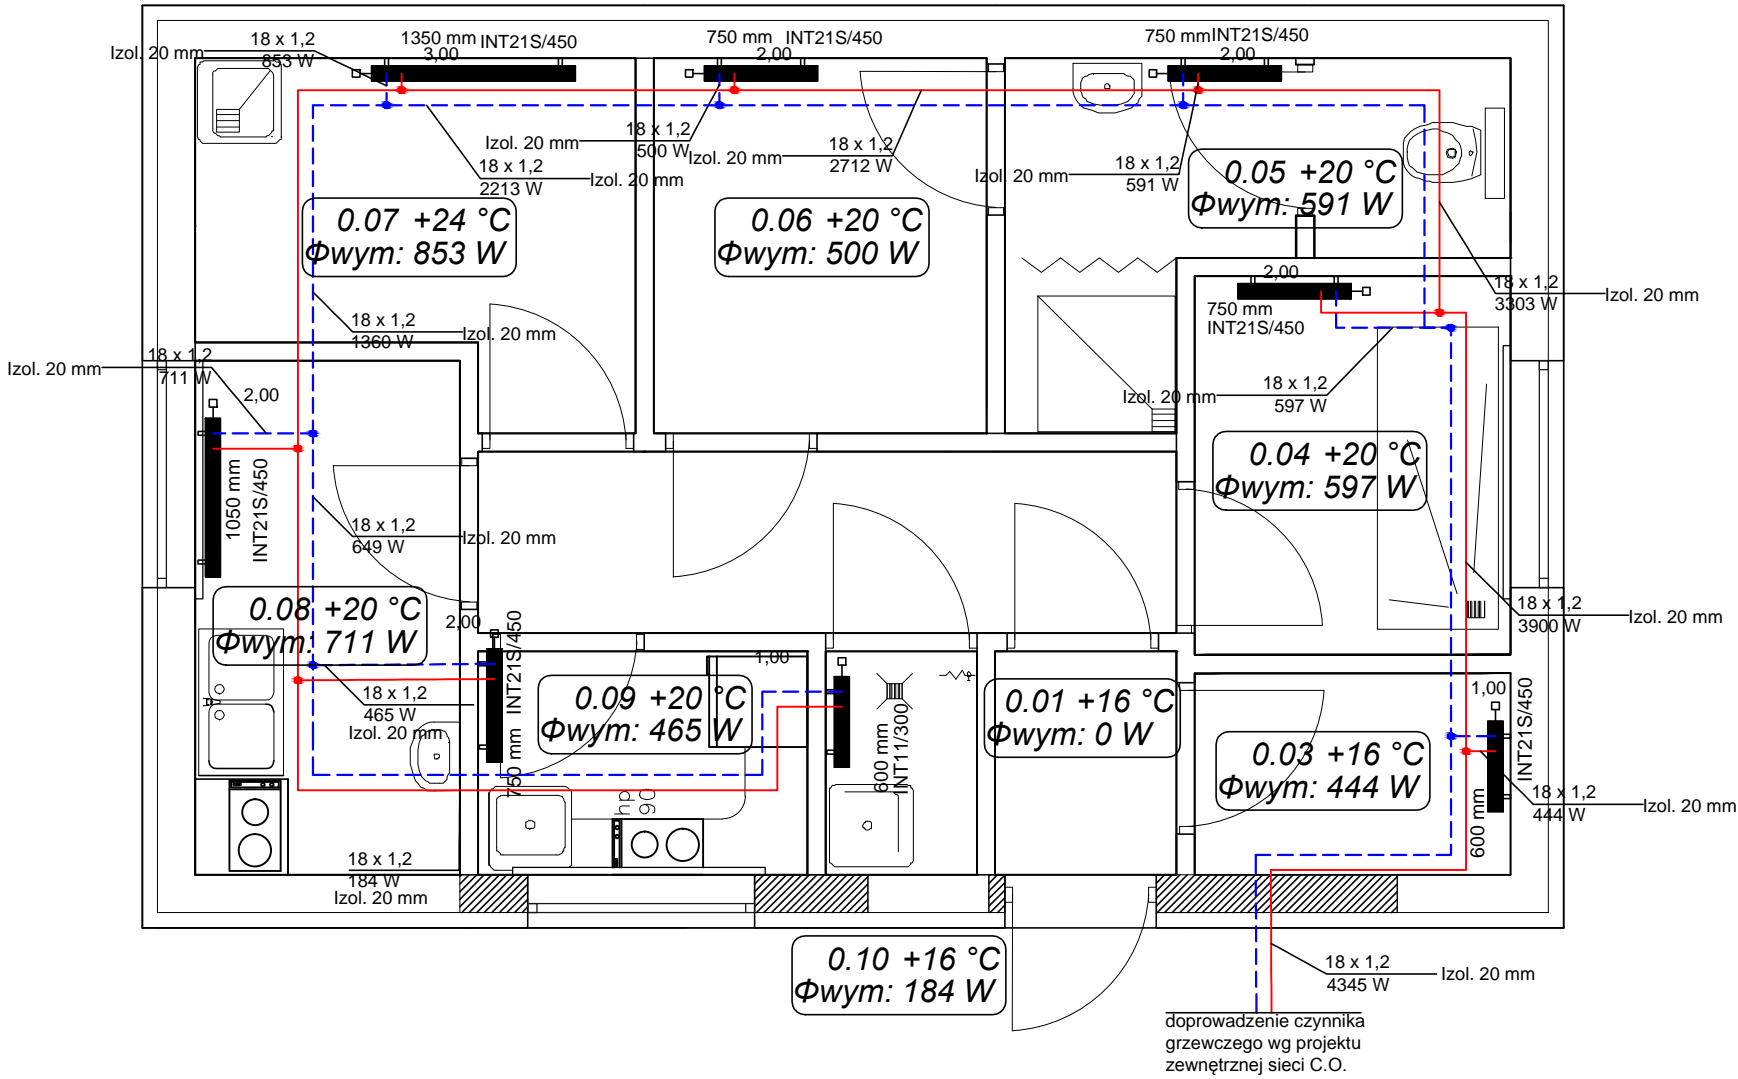 18 x 1,2
853 W
Izol. 20 mm
1350 mm
INT21S/450
3,00
750 mm
INT21S/450
2,00
750 mm
INT21S/450
2,00
18 x 1,2
500 W
Izol. 20 mm
18 x 1,2
2213 W
Izol. 20 mm
18 x 1,2
2712 W
Izol. 20 mm
18 x 1,2
591 W
Izol. 20 mm
0.05 +20 °C
Φwym: 591 W
0.07 +24 °C
Φwym: 853 W
0.06 +20 °C
Φwym: 500 W
2,00
750 mm
INT21S/450
18 x 1,2
3303 W
Izol. 20 mm
18 x 1,2
1360 W
Izol. 20 mm
18 x 1,2
711 W
Izol. 20 mm
2,00
18 x 1,2
597 W
Izol. 20 mm
0.04 +20 °C
Φwym: 597 W
1050 mm
INT21S/450
18 x 1,2
649 W
Izol. 20 mm
0.08 +20 °C
Φwym: 711 W
2,00
INT21S/450
750 mm
18 x 1,2
3900 W
Izol. 20 mm
1,00
18 x 1,2
465 W
Izol. 20 mm
0.09 +20 °C
Φwym: 465 W
hp
90
600 mm
INT11/300
0.01 +16 °C
Φwym: 0 W
0.03 +16 °C
Φwym: 444 W
1,00
INT21S/450
600 mm
18 x 1,2
444 W
Izol. 20 mm
18 x 1,2
184 W
Izol. 20 mm
0.10 +16 °C
Φwym: 184 W
18 x 1,2
4345 W
Izol. 20 mm
doprowadzenie czynnika
grzewczego wg projektu
zewnętrznej sieci C.O.